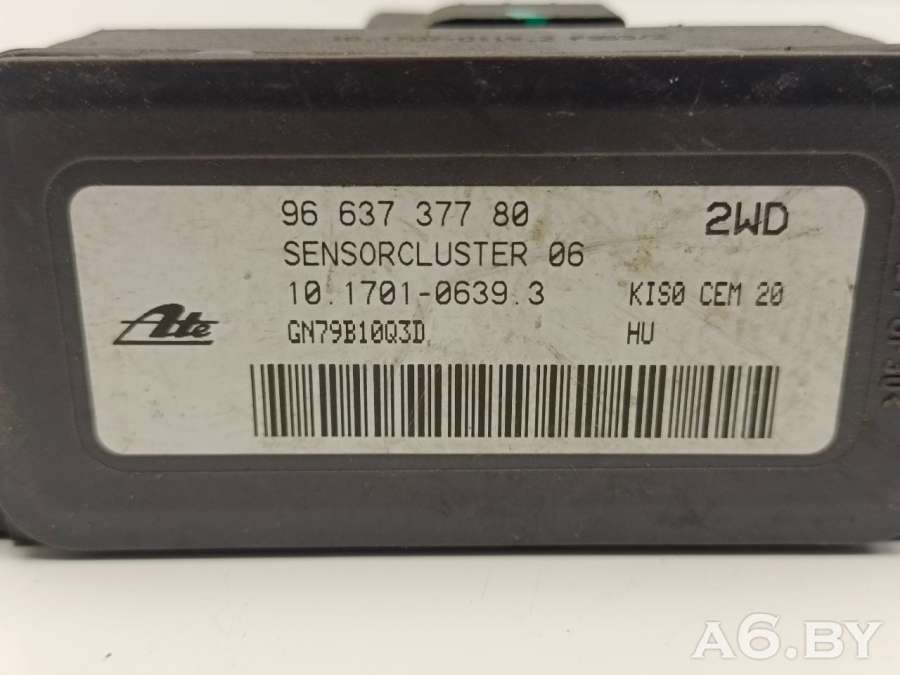 96 637 377 80
2WD
SENSORCLUSTER 06
10.1701-0639.3
KIS0 CEM 20
Ate
GN79B10Q3D
HU
A6.BY